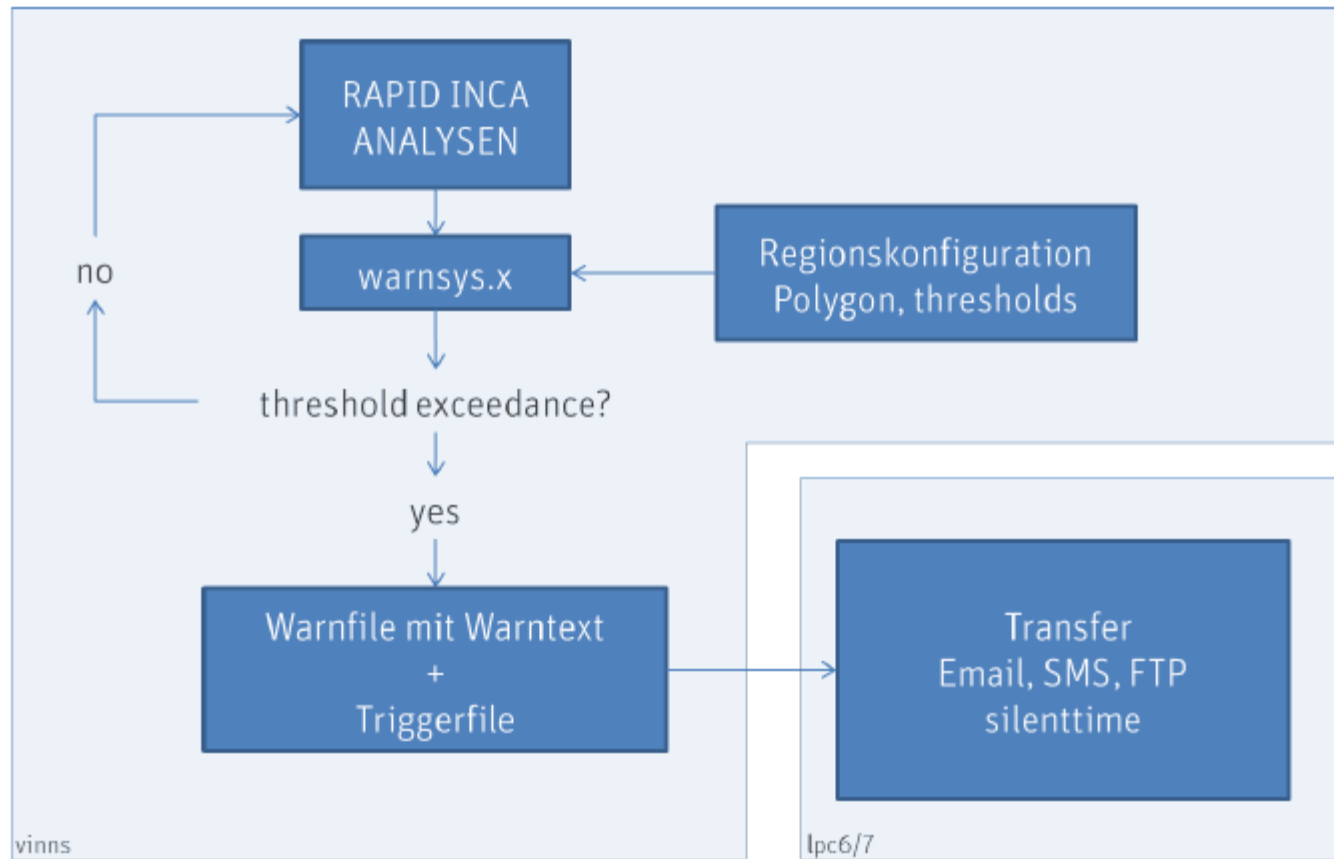 RAPID INCA
ANALYSEN
warnsys.x
Regionskonfiguration
Polygon, thresholds
no
threshold exceedance?
yes
Warnfile mit Warntext
+
Triggerfile
Transfer
Email, SMS, FTP
silenttime
vinns
lpc6/7